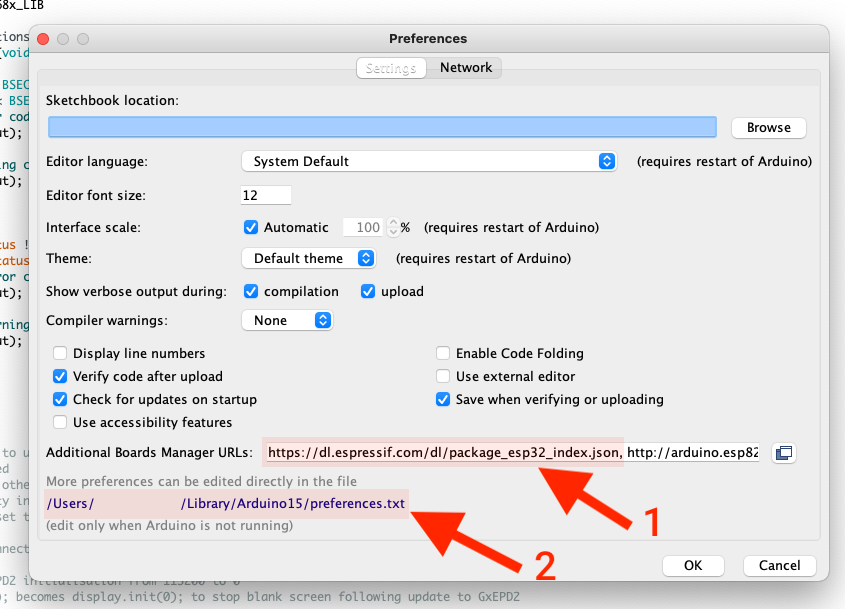 58x_LIB
Preferences
Settings Network
Sketchbook location:
Browse
Editor language: System Default (requires restart of Arduino)
Editor font size: 12
Interface scale: Automatic 100 % (requires restart of Arduino)
Theme: Default theme (requires restart of Arduino)
Show verbose output during: compilation upload
Compiler warnings: None
Display line numbers Enable Code Folding
Verify code after upload Use external editor
Check for updates on startup Save when verifying or uploading
Use accessibility features
Additional Boards Manager URLs: https://dl.espressif.com/dl/package_esp32_index.json, http://arduino.esp82
More preferences can be edited directly in the file
/Users/ /Library/Arduino15/preferences.txt
(edit only when Arduino is not running)
1
2
OK Cancel
PD2 initialisation from 115200 to 0
); becomes display.init(0); to stop blank screen following update to GxEPD2